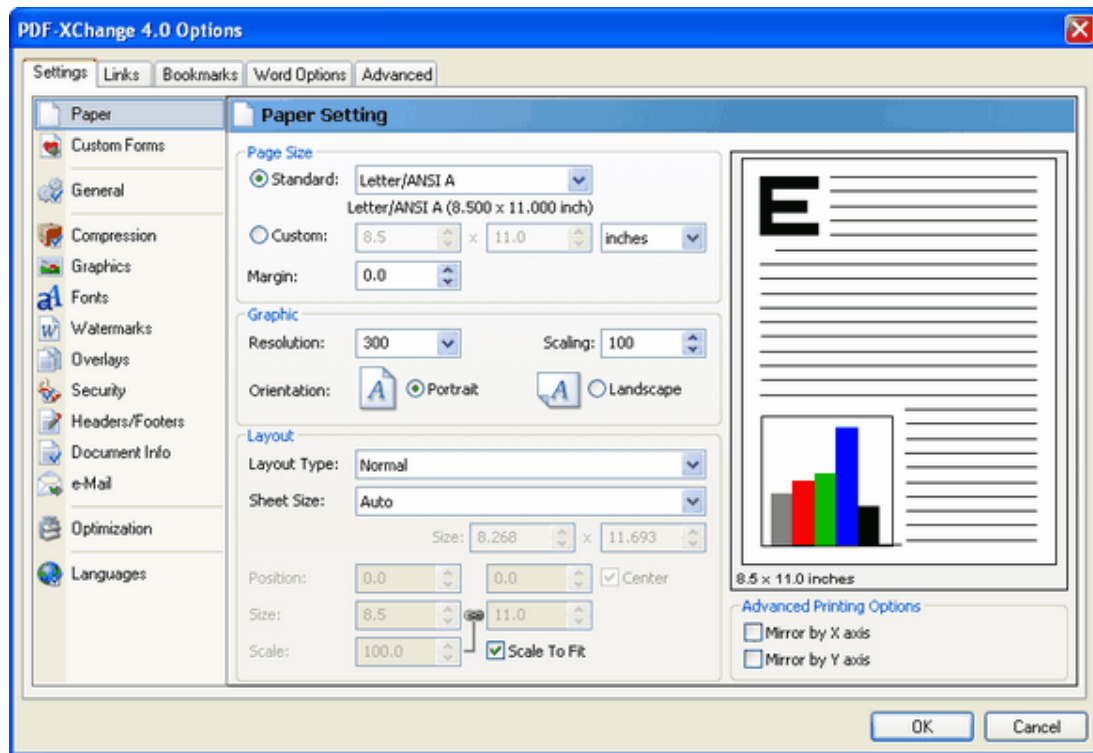 PDF-XChange 4.0 Options
Settings Links Bookmarks Word Options Advanced
Paper
Custom Forms
General
Compression
Graphics
Fonts
Watermarks
Overlays
Security
Headers/Footers
Document Info
e-Mail
Optimization
Languages
Paper Setting
Page Size
Standard: Letter/ANSI A
Letter/ANSI A (8.500 x 11.000 inch)
Custom: 8.5 x 11.0 inches
Margin: 0.0
Graphic
Resolution: 300 Scaling: 100
Orientation: A Portrait A Landscape
Layout
Layout Type: Normal
Sheet Size: Auto
Size: 8.268 x 11.693
Position: 0.0 0.0 Center
Size: 8.5 11.0
Scale: 100.0 Scale To Fit
E
8.5 x 11.0 inches
Advanced Printing Options
Mirror by X axis
Mirror by Y axis
OK Cancel